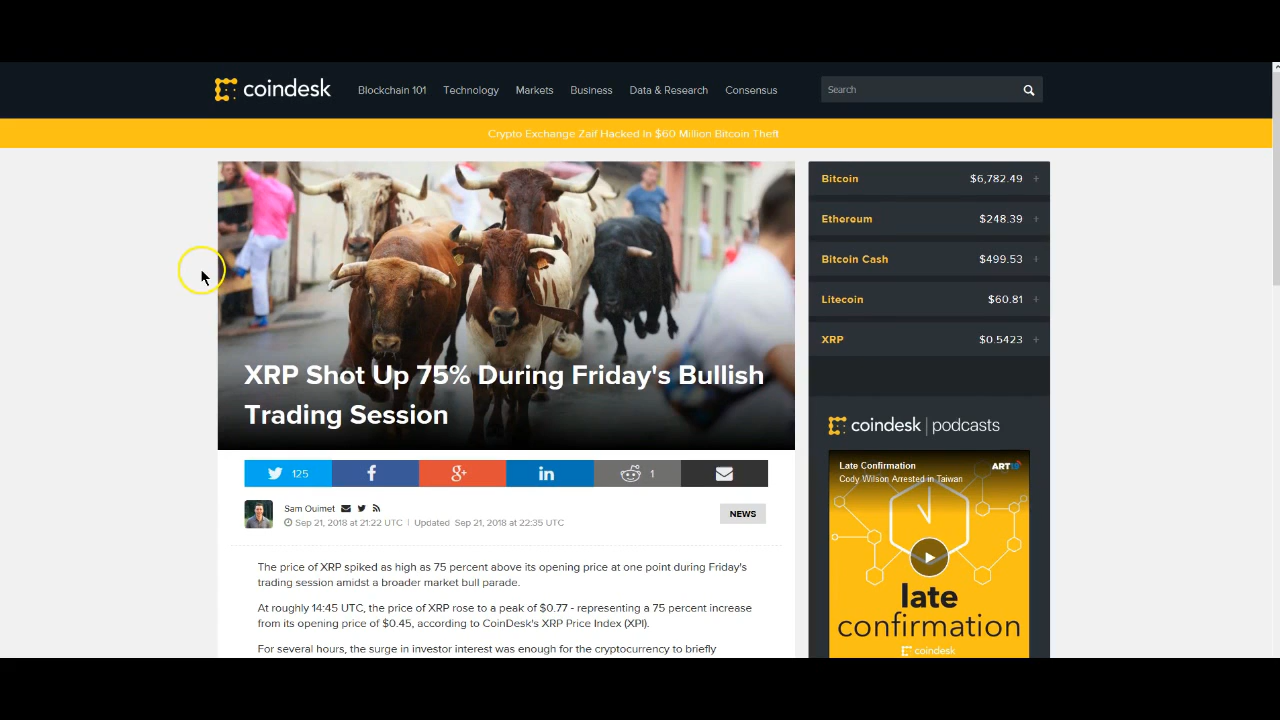 coindesk
Blockchain 101 Technology Markets Business Data & Research Consensus
Search
Crypto Exchange Zaif Hacked In $60 Million Bitcoin Theft
XRP Shot Up 75% During Friday's Bullish
Trading Session
125
1
Sam Ouimet
Sep 21, 2018 at 21:22 UTC | Updated Sep 21, 2018 at 22:35 UTC
NEWS
The price of XRP spiked as high as 75 percent above its opening price at one point during Friday's
trading session amidst a broader market bull parade.
At roughly 14:45 UTC, the price of XRP rose to a peak of $0.77 - representing a 75 percent increase
from its opening price of $0.45, according to CoinDesk's XRP Price Index (XPI).
For several hours, the surge in investor interest was enough for the cryptocurrency to briefly
Bitcoin $6,782.49 +
Ethereum $248.39 +
Bitcoin Cash $499.53 +
Litecoin $60.81 +
XRP $0.5423 +
coindesk | podcasts
Late Confirmation
ART19
Cody Wilson Arrested in Taiwan
late
confirmation
coindesk